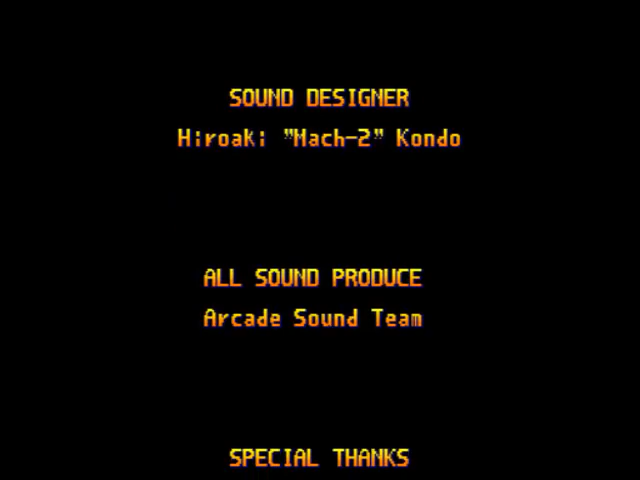 SOUND DESIGNER
Hiroaki "Mach-2" Kondo
ALL SOUND PRODUCE
Arcade Sound Team
SPECIAL THANKS